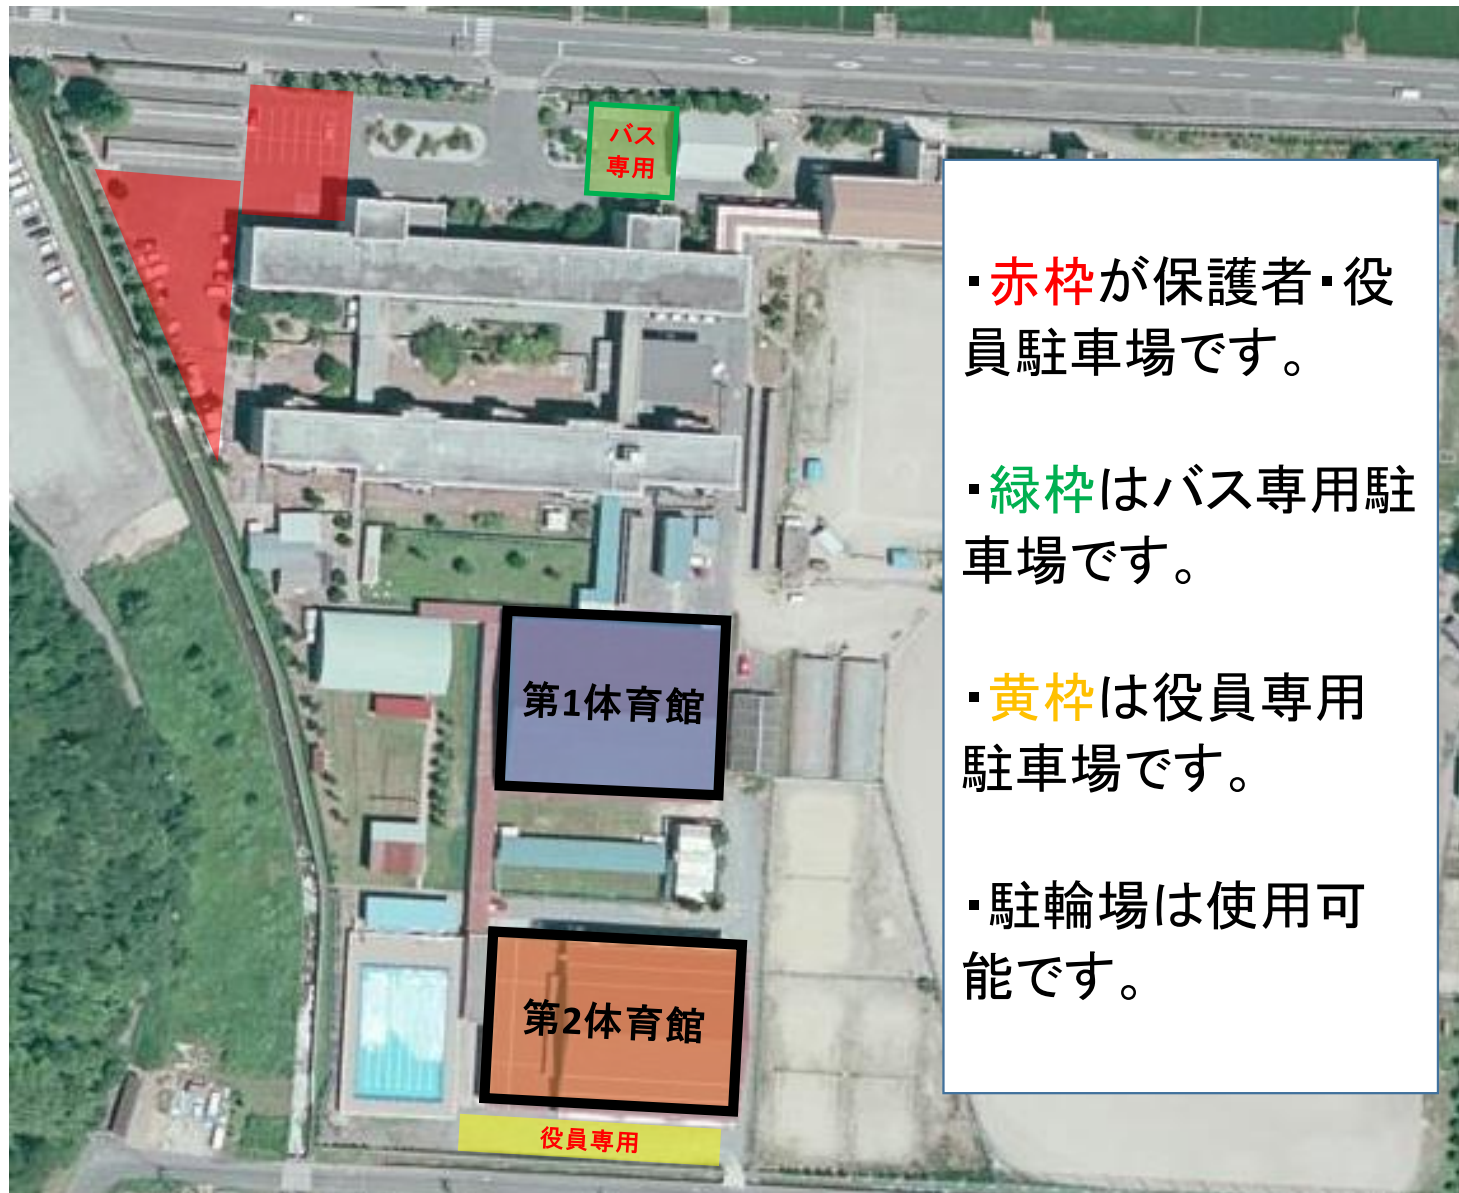 バス
専用
・赤枠が保護者・役
員駐車場です。
・緑枠はバス専用駐
車場です。
・黄枠は役員専用
駐車場です。
・駐輪場は使用可
能です。
第1体育館
第2体育館
役員専用